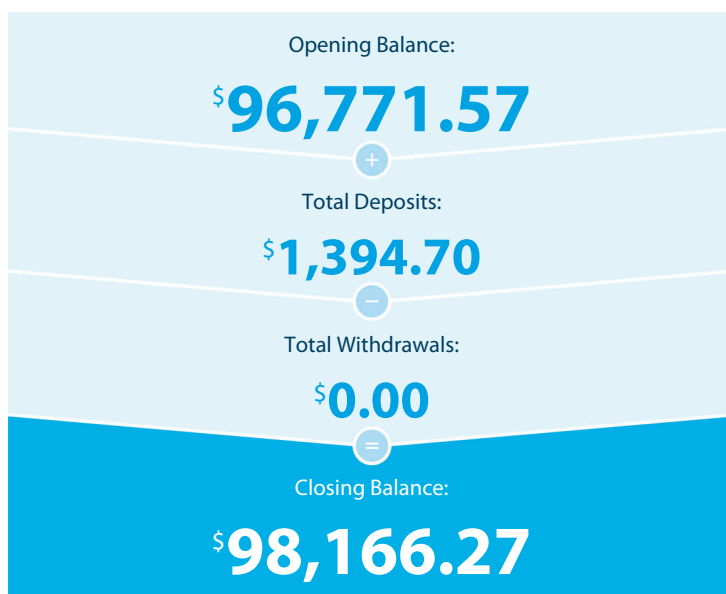 Opening Balance:
$96,771.57
+
Total Deposits:
$1,394.70
−
Total Withdrawals:
$0.00
=
Closing Balance:
$98,166.27